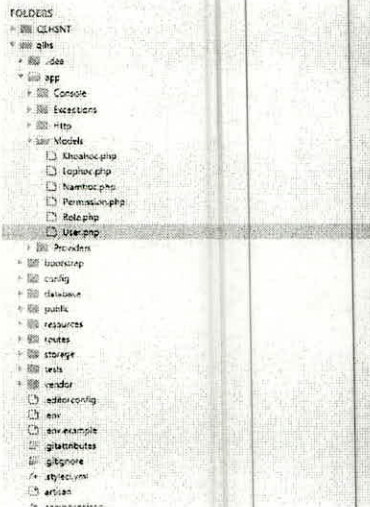 FOLDERS
QLHSNT
qlhs
.idea
app
Console
Exceptions
Http
Models
Khoahoc.php
Lophoc.php
Namhoc.php
Permission.php
Role.php
User.php
Providers
bootstrap
config
database
public
resources
routes
storage
tests
vendor
.editorconfig
.env
.env.example
.gitattributes
.gitignore
.styleci.yml
artisan